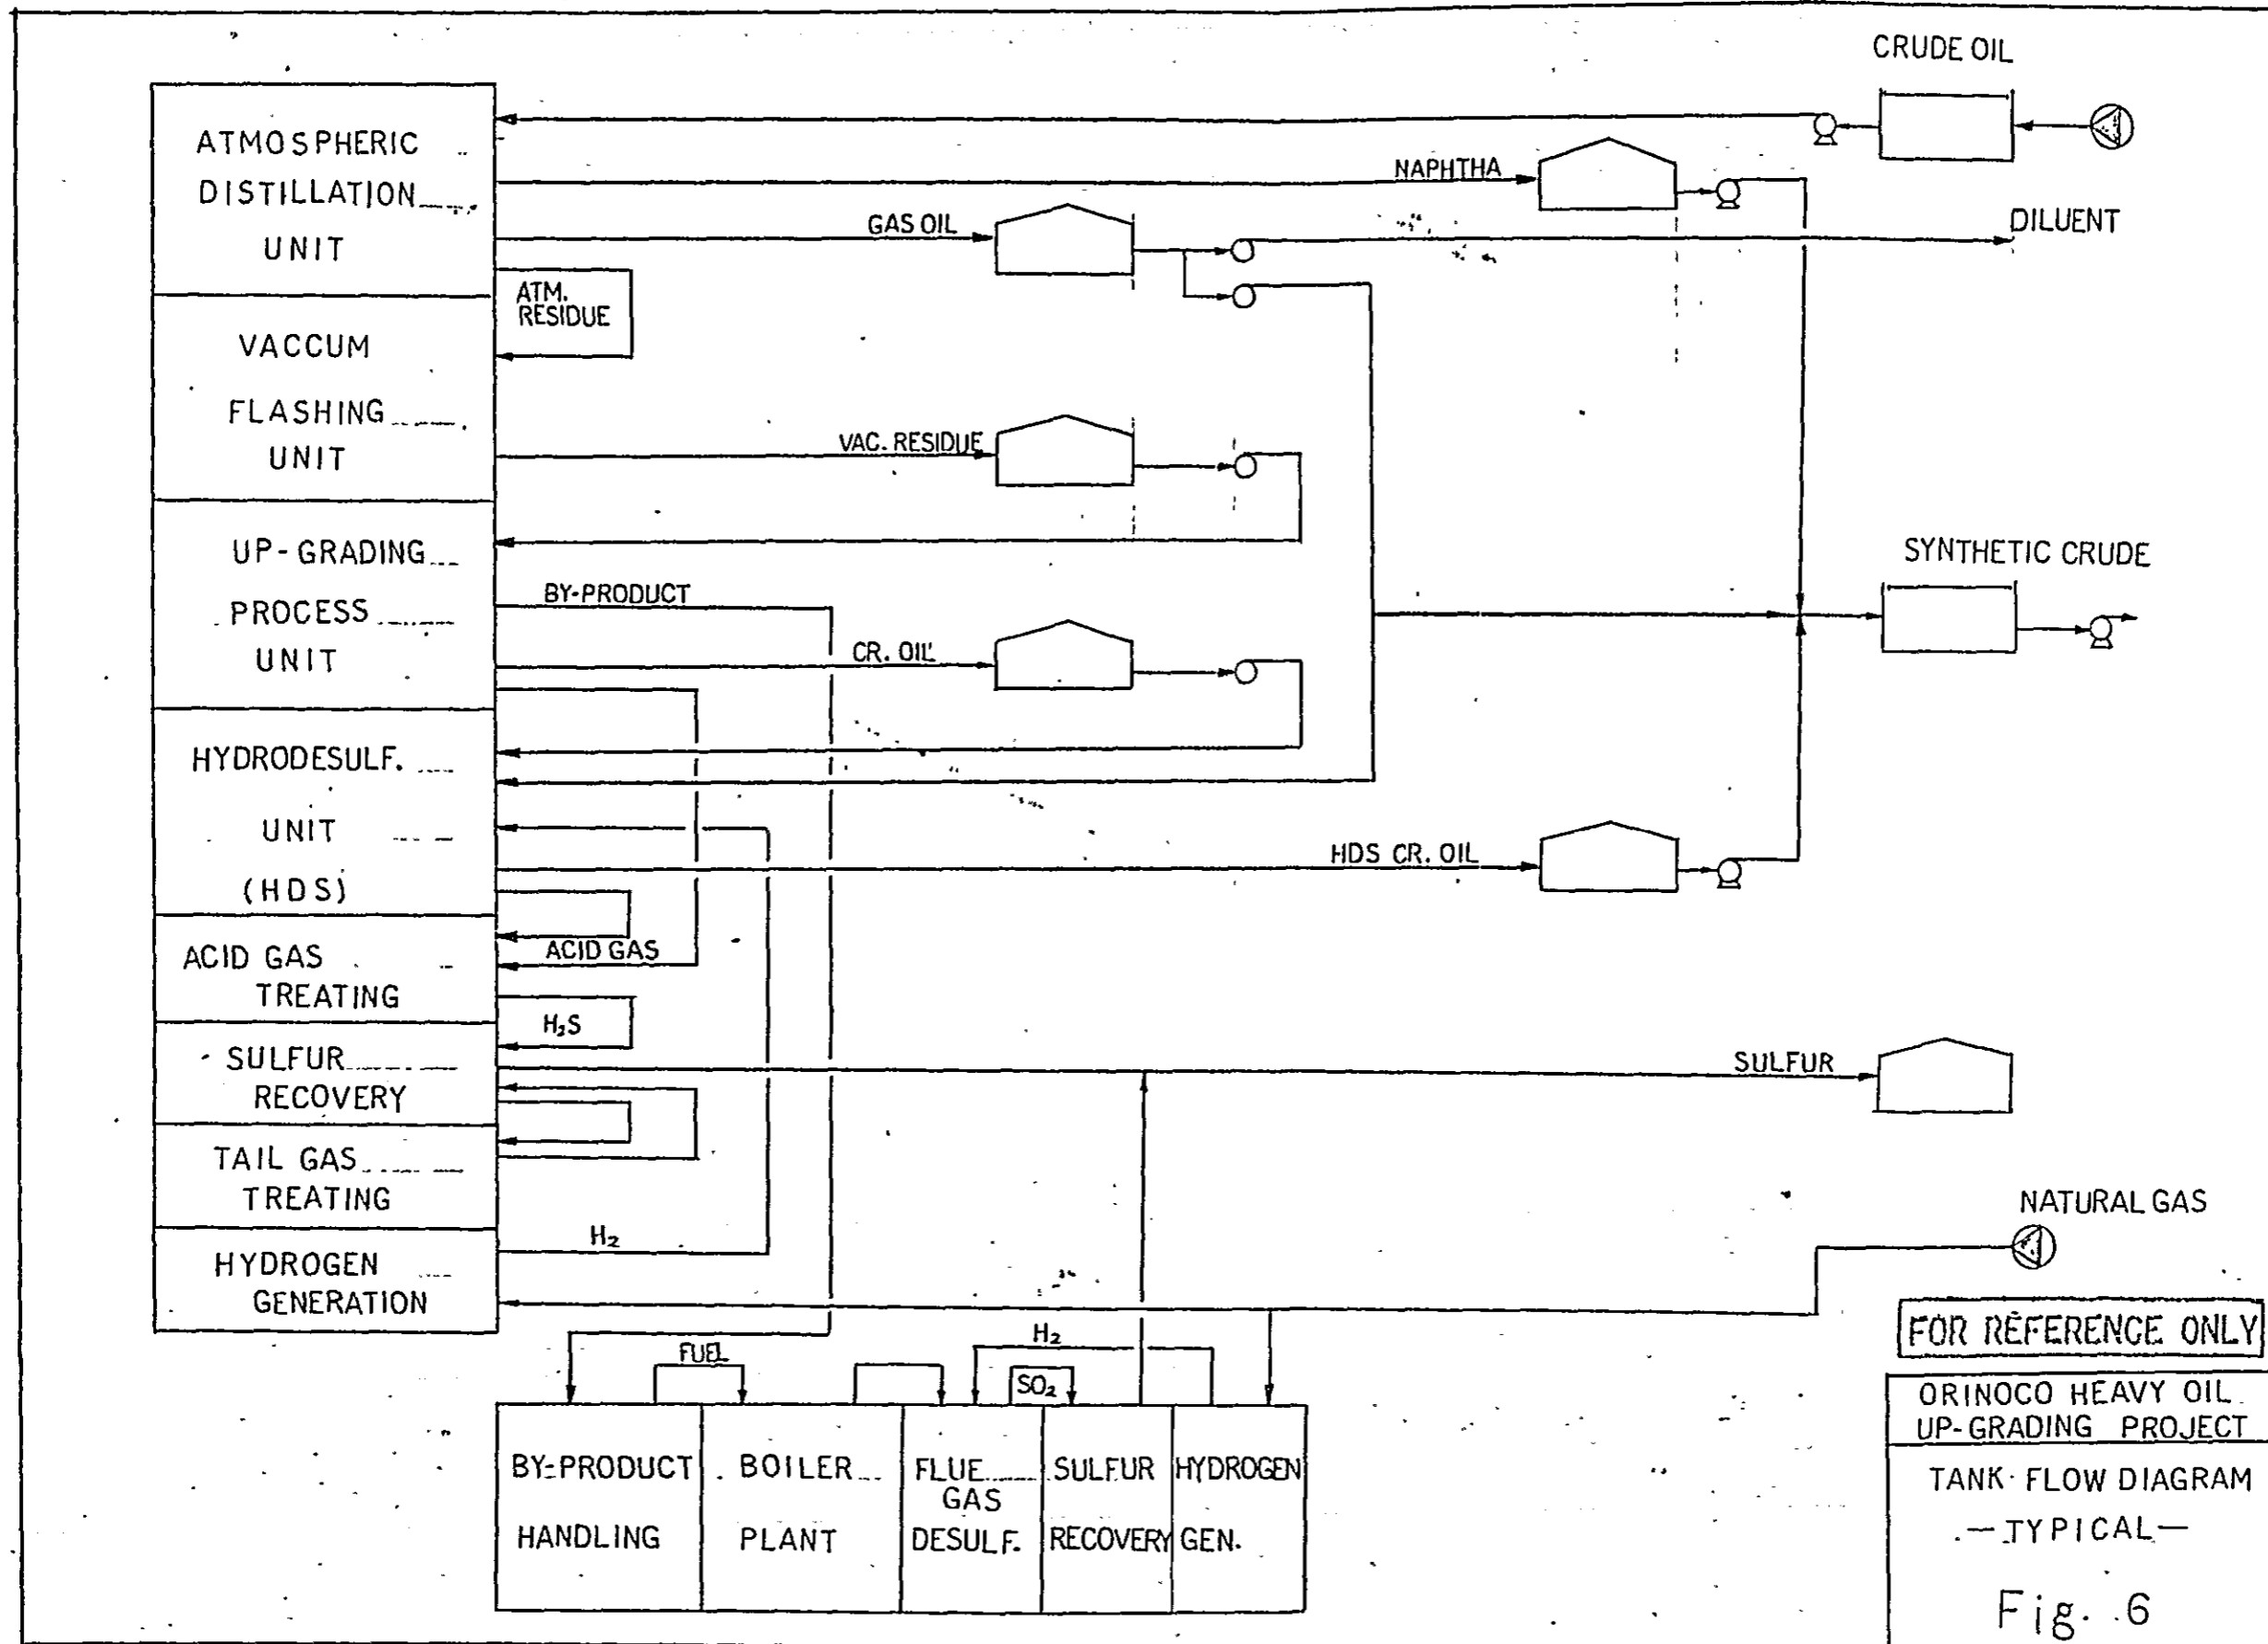 CRUDE OIL
ATMOSPHERIC
DISTILLATION
UNIT
NAPHTHA
GAS OIL
DILUENT
ATM.
RESIDUE
VACCUM
FLASHING
UNIT
VAC. RESIDUE
UP-GRADING
PROCESS
UNIT
BY-PRODUCT
CR. OIL
SYNTHETIC CRUDE
HYDRODESULF.
UNIT
(HDS)
HDS CR. OIL
ACID GAS
TREATING
ACID GAS
H₂S
SULFUR
RECOVERY
SULFUR
TAIL GAS
TREATING
HYDROGEN
GENERATION
H₂
NATURAL GAS
FUEL
H₂
SO₂
BY-PRODUCT
HANDLING
BOILER
PLANT
FLUE
GAS
DESULF.
SULFUR
RECOVERY
HYDROGEN
GEN.
FOR REFERENCE ONLY
ORINOCO HEAVY OIL
UP-GRADING PROJECT
TANK FLOW DIAGRAM
—TYPICAL—
Fig. 6